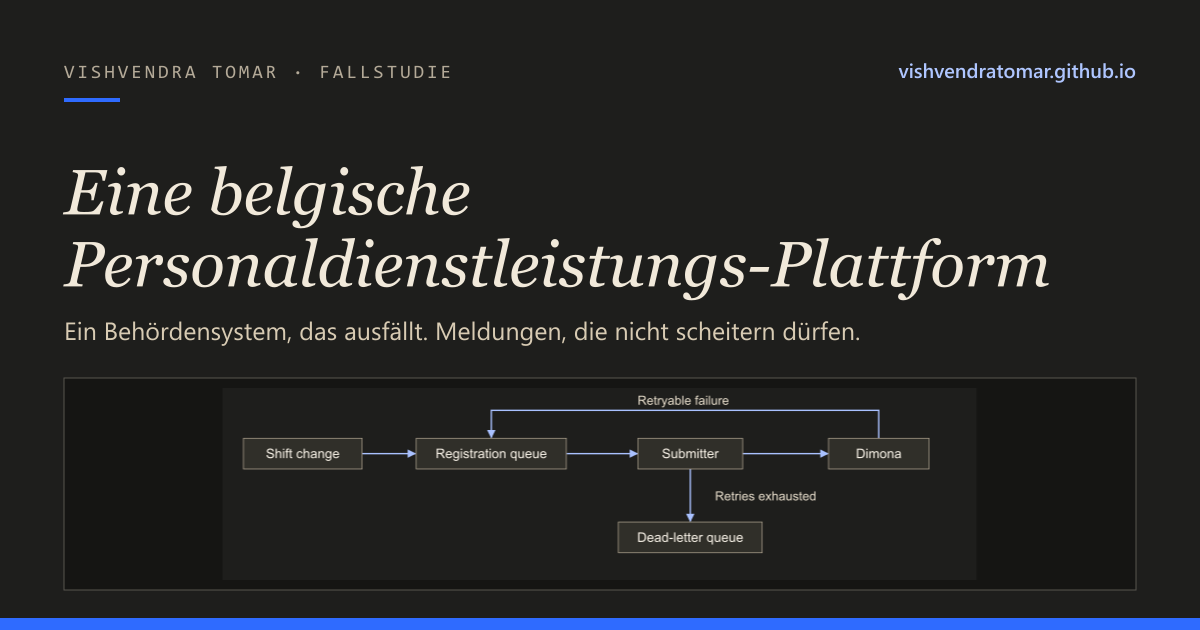 VISHVENDRA TOMAR · FALLSTUDIE
vishvendratomar.github.io
Eine belgische
Personaldienstleistungs-Plattform
Ein Behördensystem, das ausfällt. Meldungen, die nicht scheitern dürfen.
Retryable failure
Shift change
Registration queue
Submitter
Dimona
Retries exhausted
Dead-letter queue